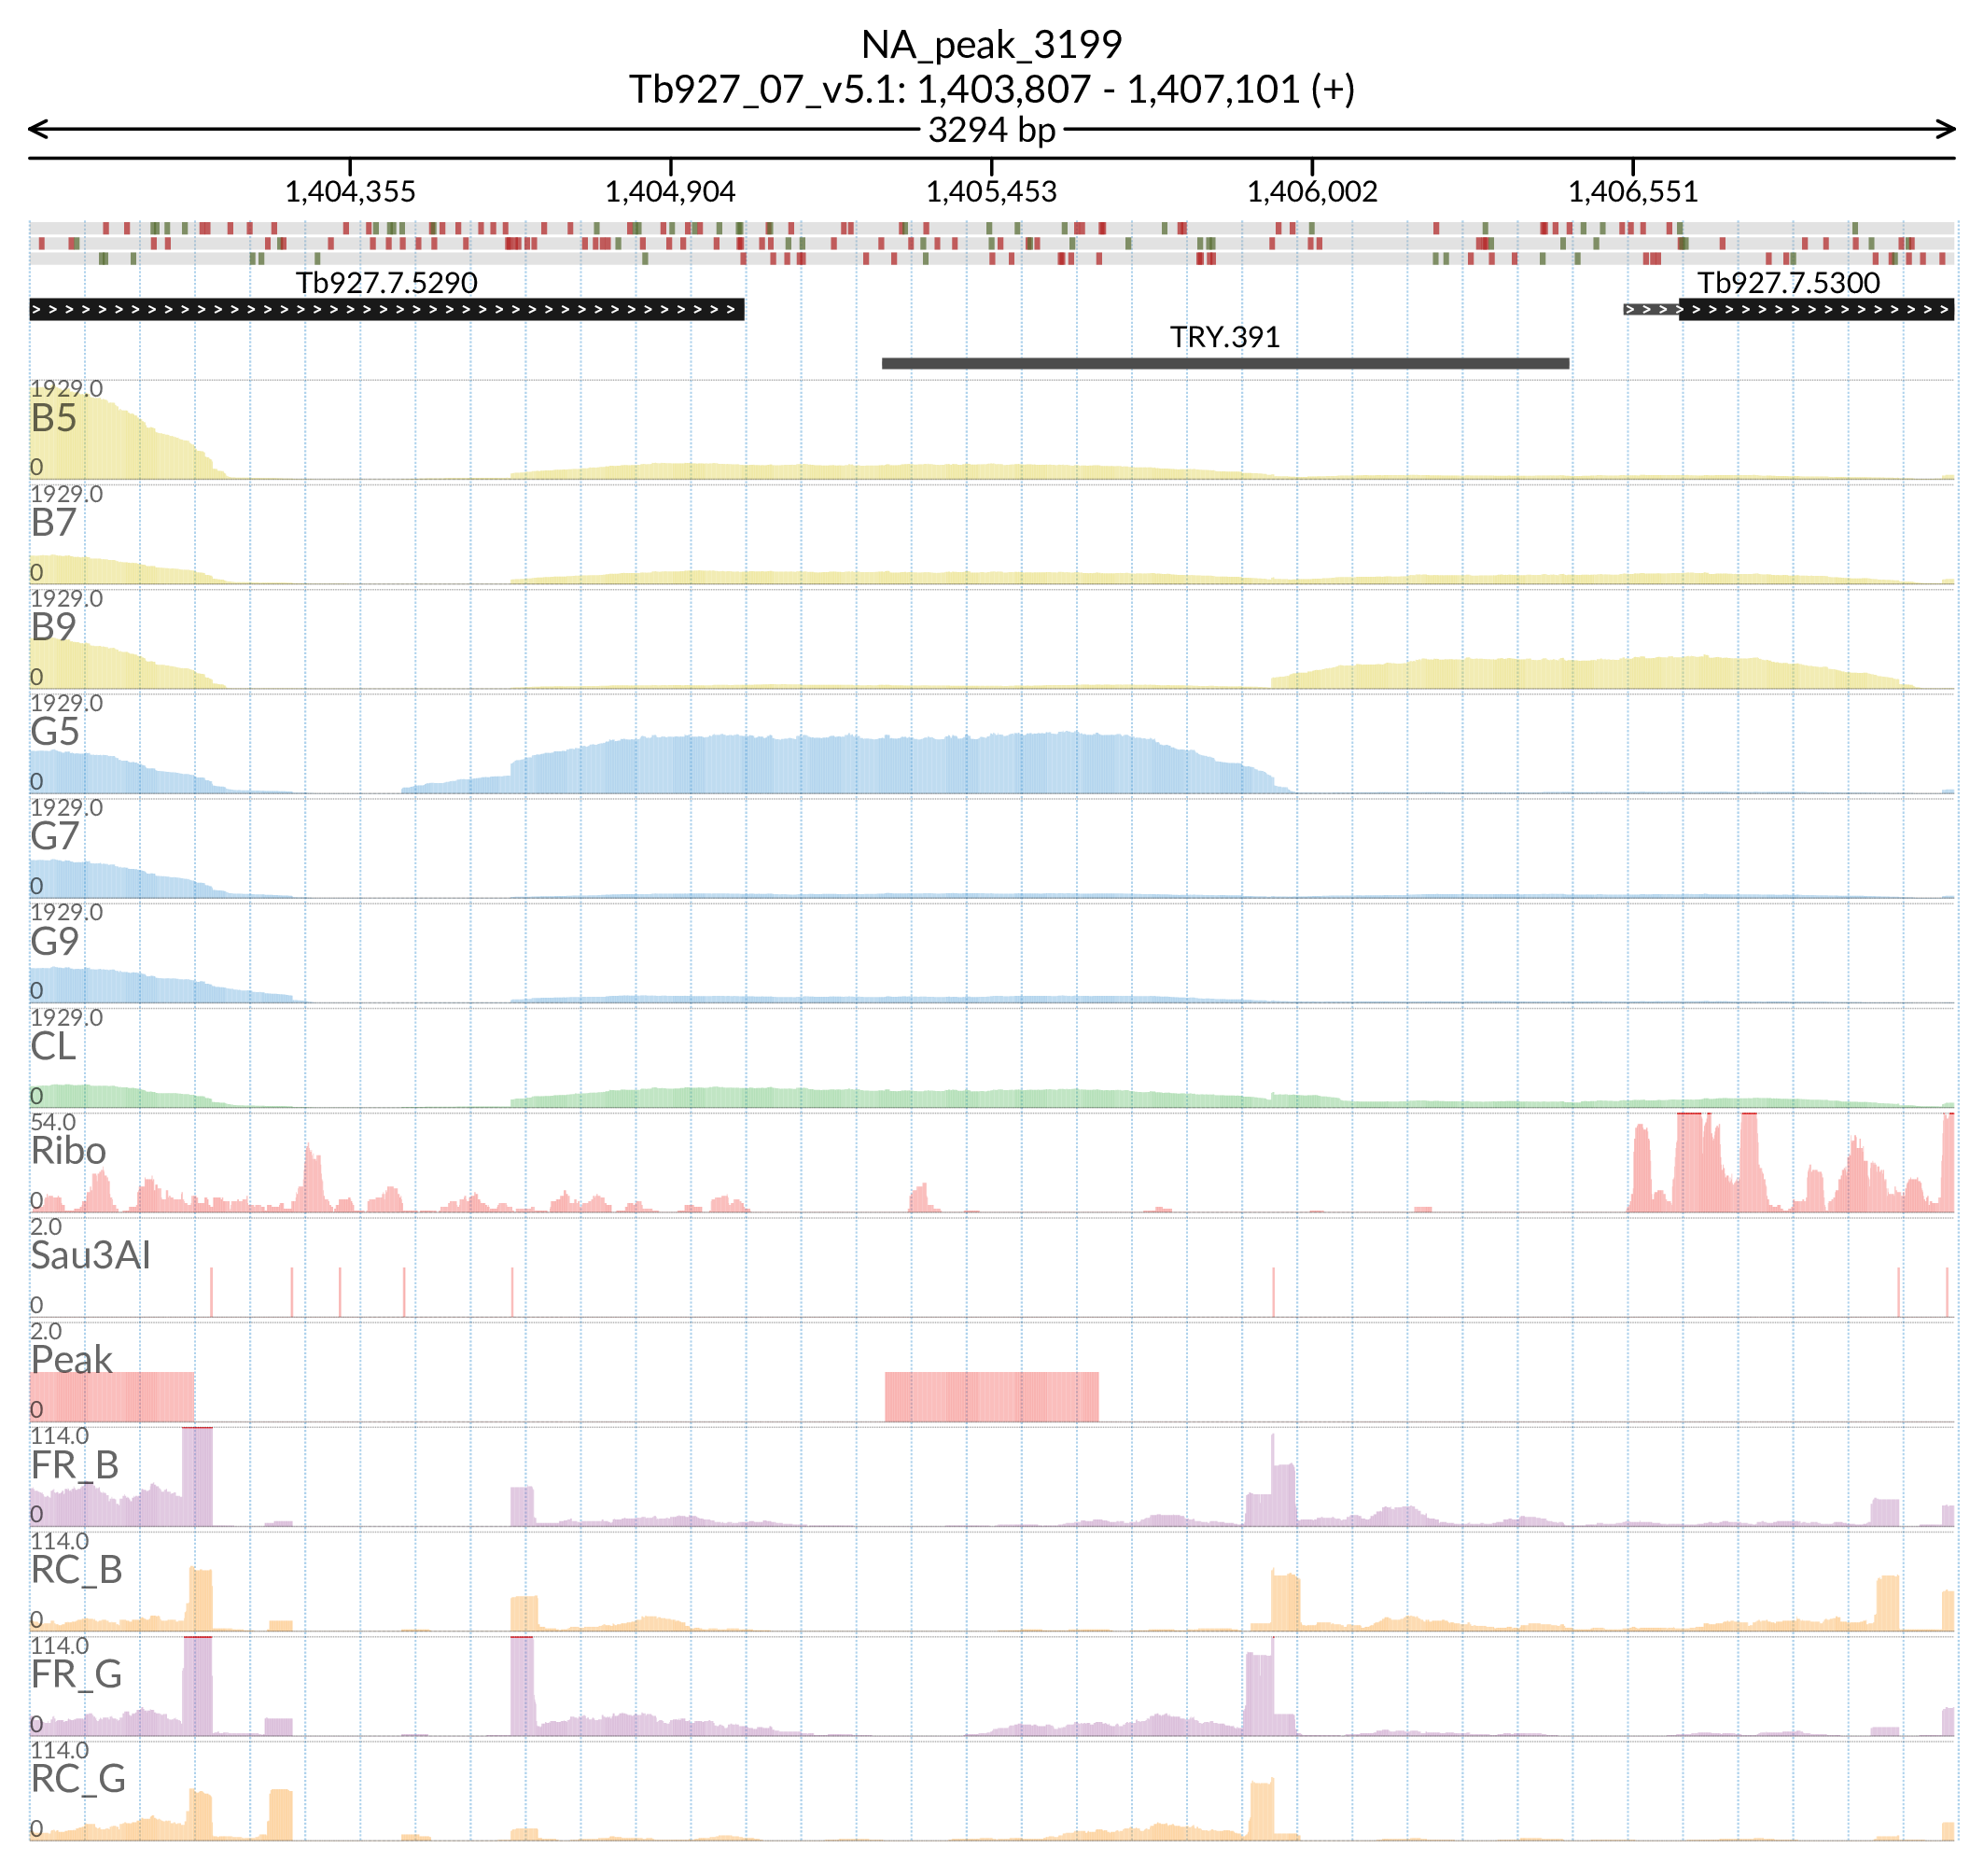 NA_peak_3199
Tb927_07_v5.1: 1,403,807 - 1,407,101 (+)
3294 bp
1,404,355 1,404,904 1,405,453 1,406,002 1,406,551
Tb927.7.5290 Tb927.7.5300
TRY.391
1929.0
B5
0
1929.0
B7
0
1929.0
B9
0
1929.0
G5
0
1929.0
G7
0
1929.0
G9
0
1929.0
CL
0
54.0
Ribo
0
2.0
Sau3AI
0
2.0
Peak
0
114.0
FR_B
0
114.0
RC_B
0
114.0
FR_G
0
114.0
RC_G
0